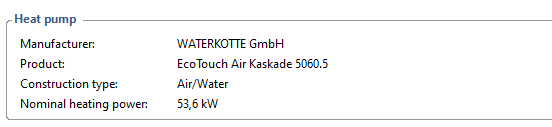 Heat pump
Manufacturer: WATERKOTTE GmbH
Product: EcoTouch Air Kaskade 5060.5
Construction type: Air/Water
Nominal heating power: 53,6 kW